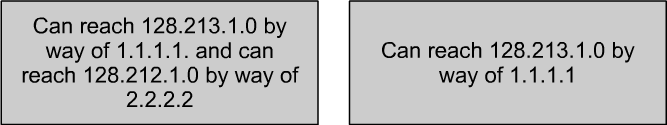 Can reach 128.213.1.0 by
way of 1.1.1.1. and can
reach 128.212.1.0 by way of
2.2.2.2
Can reach 128.213.1.0 by
way of 1.1.1.1